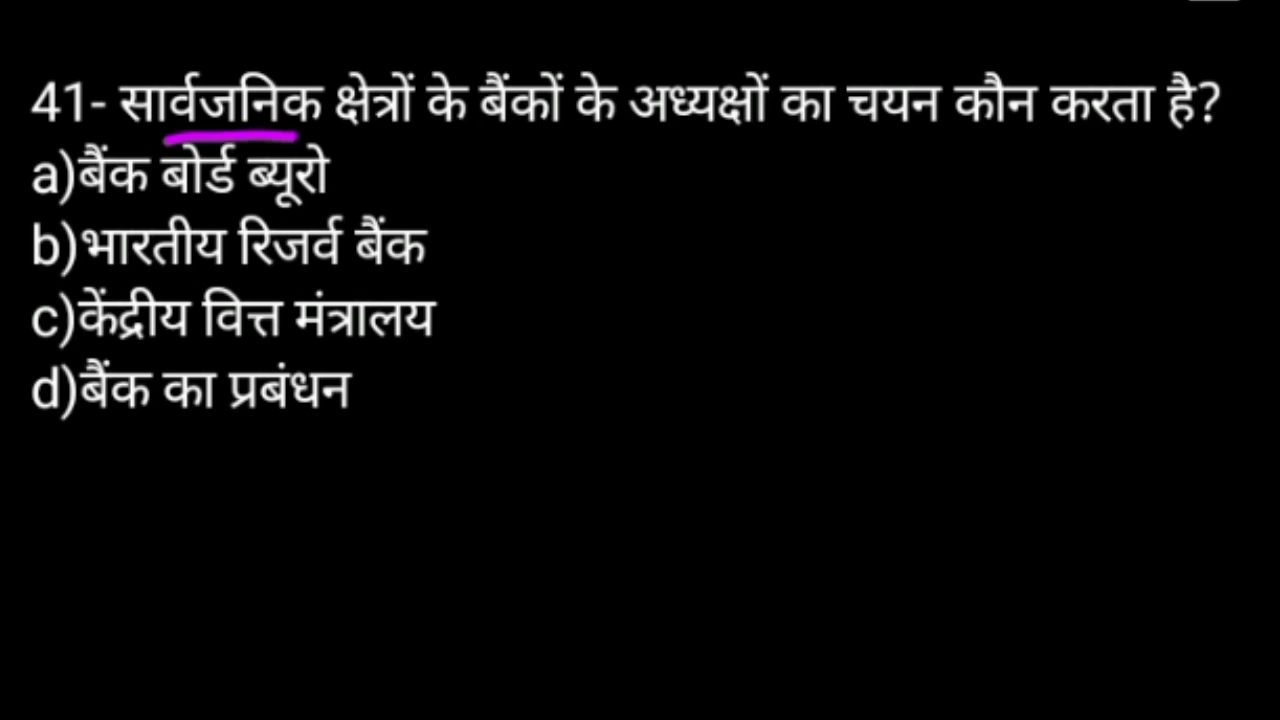 41- सार्वजनिक क्षेत्रों के बैंकों के अध्यक्षों का चयन कौन करता है?
a)बैंक बोर्ड ब्यूरो
b)भारतीय रिजर्व बैंक
c)केंद्रीय वित्त मंत्रालय
d)बैंक का प्रबंधन